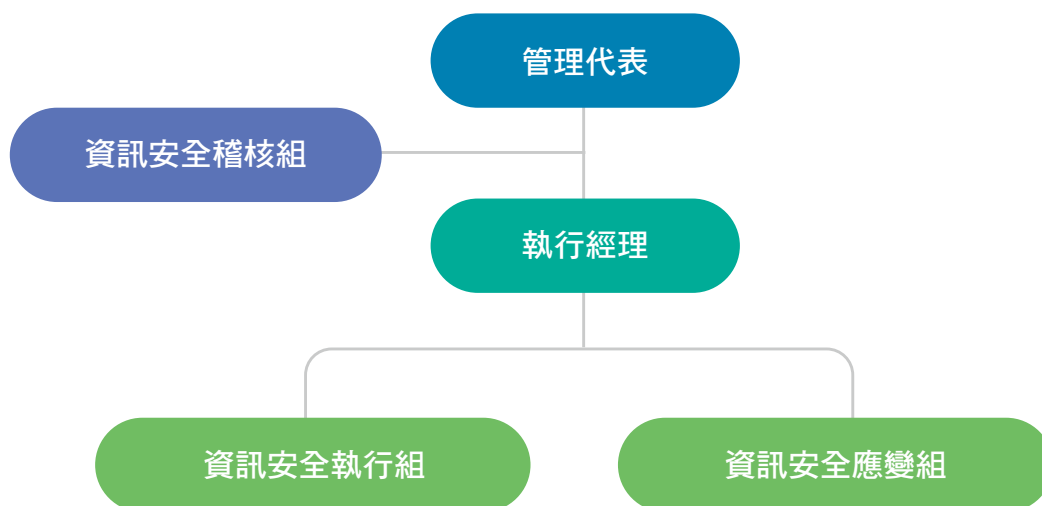 管理代表
資訊安全稽核組
執行經理
資訊安全執行組
資訊安全應變組